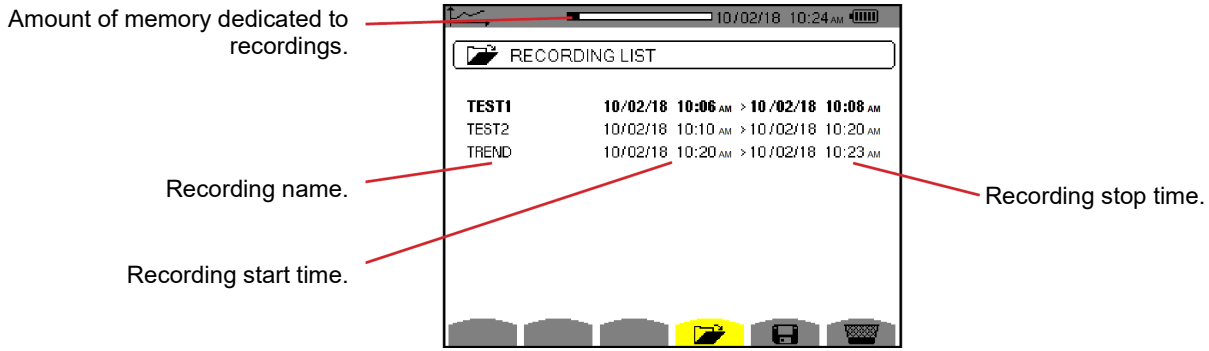 Amount of memory dedicated to
recordings.
10/02/18 10:24 AM
RECORDING LIST
TEST1 10/02/18 10:06 AM > 10/02/18 10:08 AM
TEST2 10/02/18 10:10 AM > 10/02/18 10:20 AM
TREND 10/02/18 10:20 AM > 10/02/18 10:23 AM
Recording name.
Recording stop time.
Recording start time.